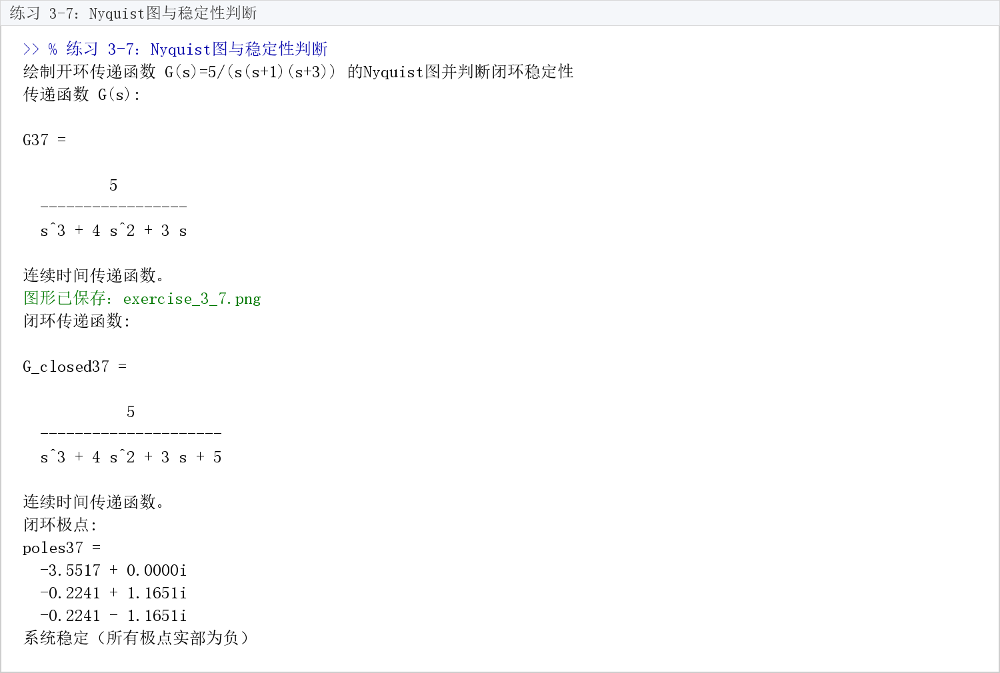 练习 3-7: Nyquist图与稳定性判断
>> % 练习 3-7: Nyquist图与稳定性判断
绘制开环传递函数 G(s)=5/(s(s+1)(s+3)) 的Nyquist图并判断闭环稳定性
传递函数 G(s):
G37 =
5
-----------------
s^3 + 4 s^2 + 3 s
连续时间传递函数。
图形已保存: exercise_3_7.png
闭环传递函数:
G_closed37 =
5
---------------------
s^3 + 4 s^2 + 3 s + 5
连续时间传递函数。
闭环极点:
poles37 =
-3.5517 + 0.0000i
-0.2241 + 1.1651i
-0.2241 - 1.1651i
系统稳定（所有极点实部为负）